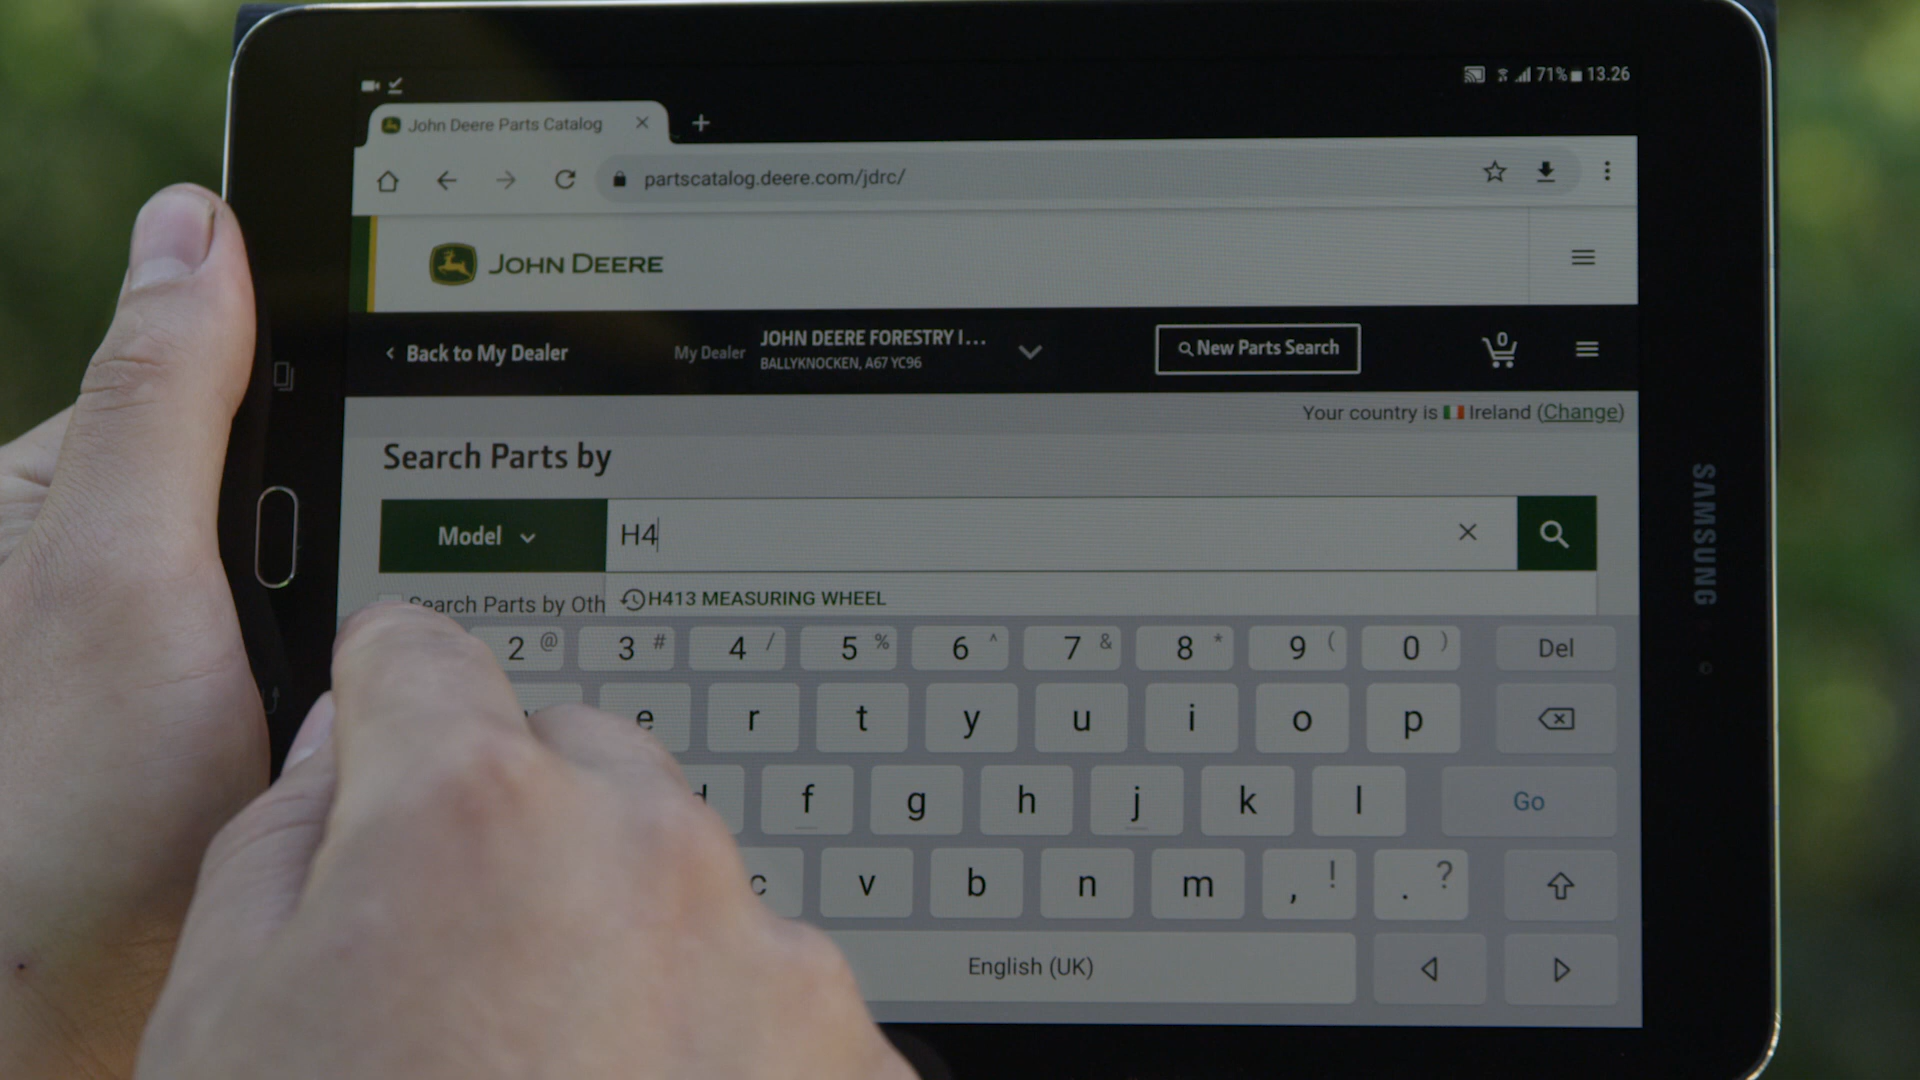 71% 13.26
John Deere Parts Catalog
partscatalog.deere.com/jdrc/
JOHN DEERE
Back to My Dealer
My Dealer
JOHN DEERE FORESTRY I...
BALLYKNOCKEN, A67 YC96
New Parts Search
0
Your country is Ireland (Change)
Search Parts by
Model
H4
Search Parts by Oth
H413 MEASURING WHEEL
2 @ 3 # 4 / 5 % 6 ^ 7 & 8 * 9 ( 0 ) Del
e r t y u i o p
d f g h j k l Go
c v b n m , ! . ?
English (UK)
SAMSUNG